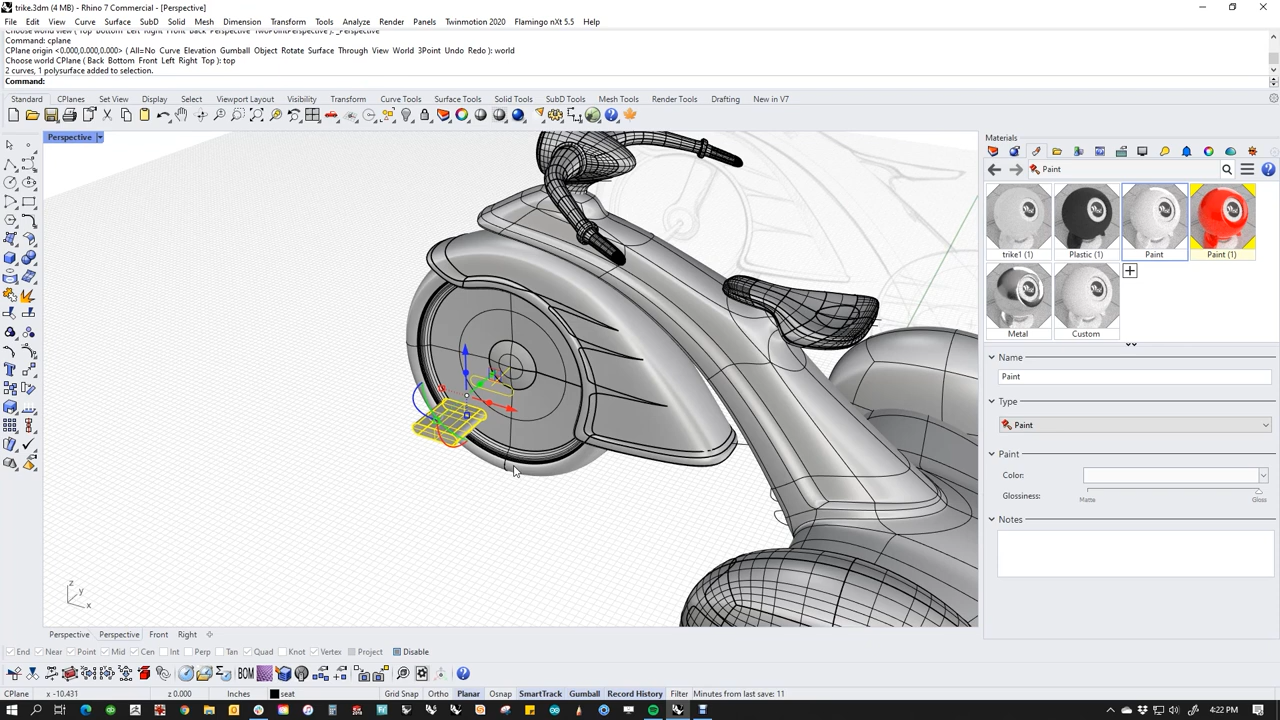 trike.3dm (4 MB) - Rhino 7 Commercial - [Perspective]
File Edit View Curve Surface SubD Solid Mesh Dimension Transform Tools Analyze Render Panels Twinmotion 2020 Flamingo nXt 5.5 Help
Command: cplane
CPlane origin <0.000,0.000,0.000> ( All=No Curve Elevation Gumball Object Rotate Surface Through View World 3Point Undo Redo ): world
Choose world CPlane ( Back Bottom Front Left Right Top ): top
2 curves, 1 polysurface added to selection.
Command:
Standard CPlanes Set View Display Select Viewport Layout Visibility Transform Curve Tools Surface Tools Solid Tools SubD Tools Mesh Tools Render Tools Drafting New in V7
Perspective
Materials
Paint
trike1 (1) Plastic (1) Paint Paint (1)
Metal Custom
Name
Paint
Type
Paint
Paint
Color:
Glossiness:
Matte Gloss
Notes
z y x
Perspective Perspective Front Right
End Near Point Mid Cen Int Perp Tan Quad Knot Vertex Project Disable
BOM
CPlane x -10.431 z 0.000 Inches seat Grid Snap Ortho Planar Osnap SmartTrack Gumball Record History Filter Minutes from last save: 11
4:22 PM